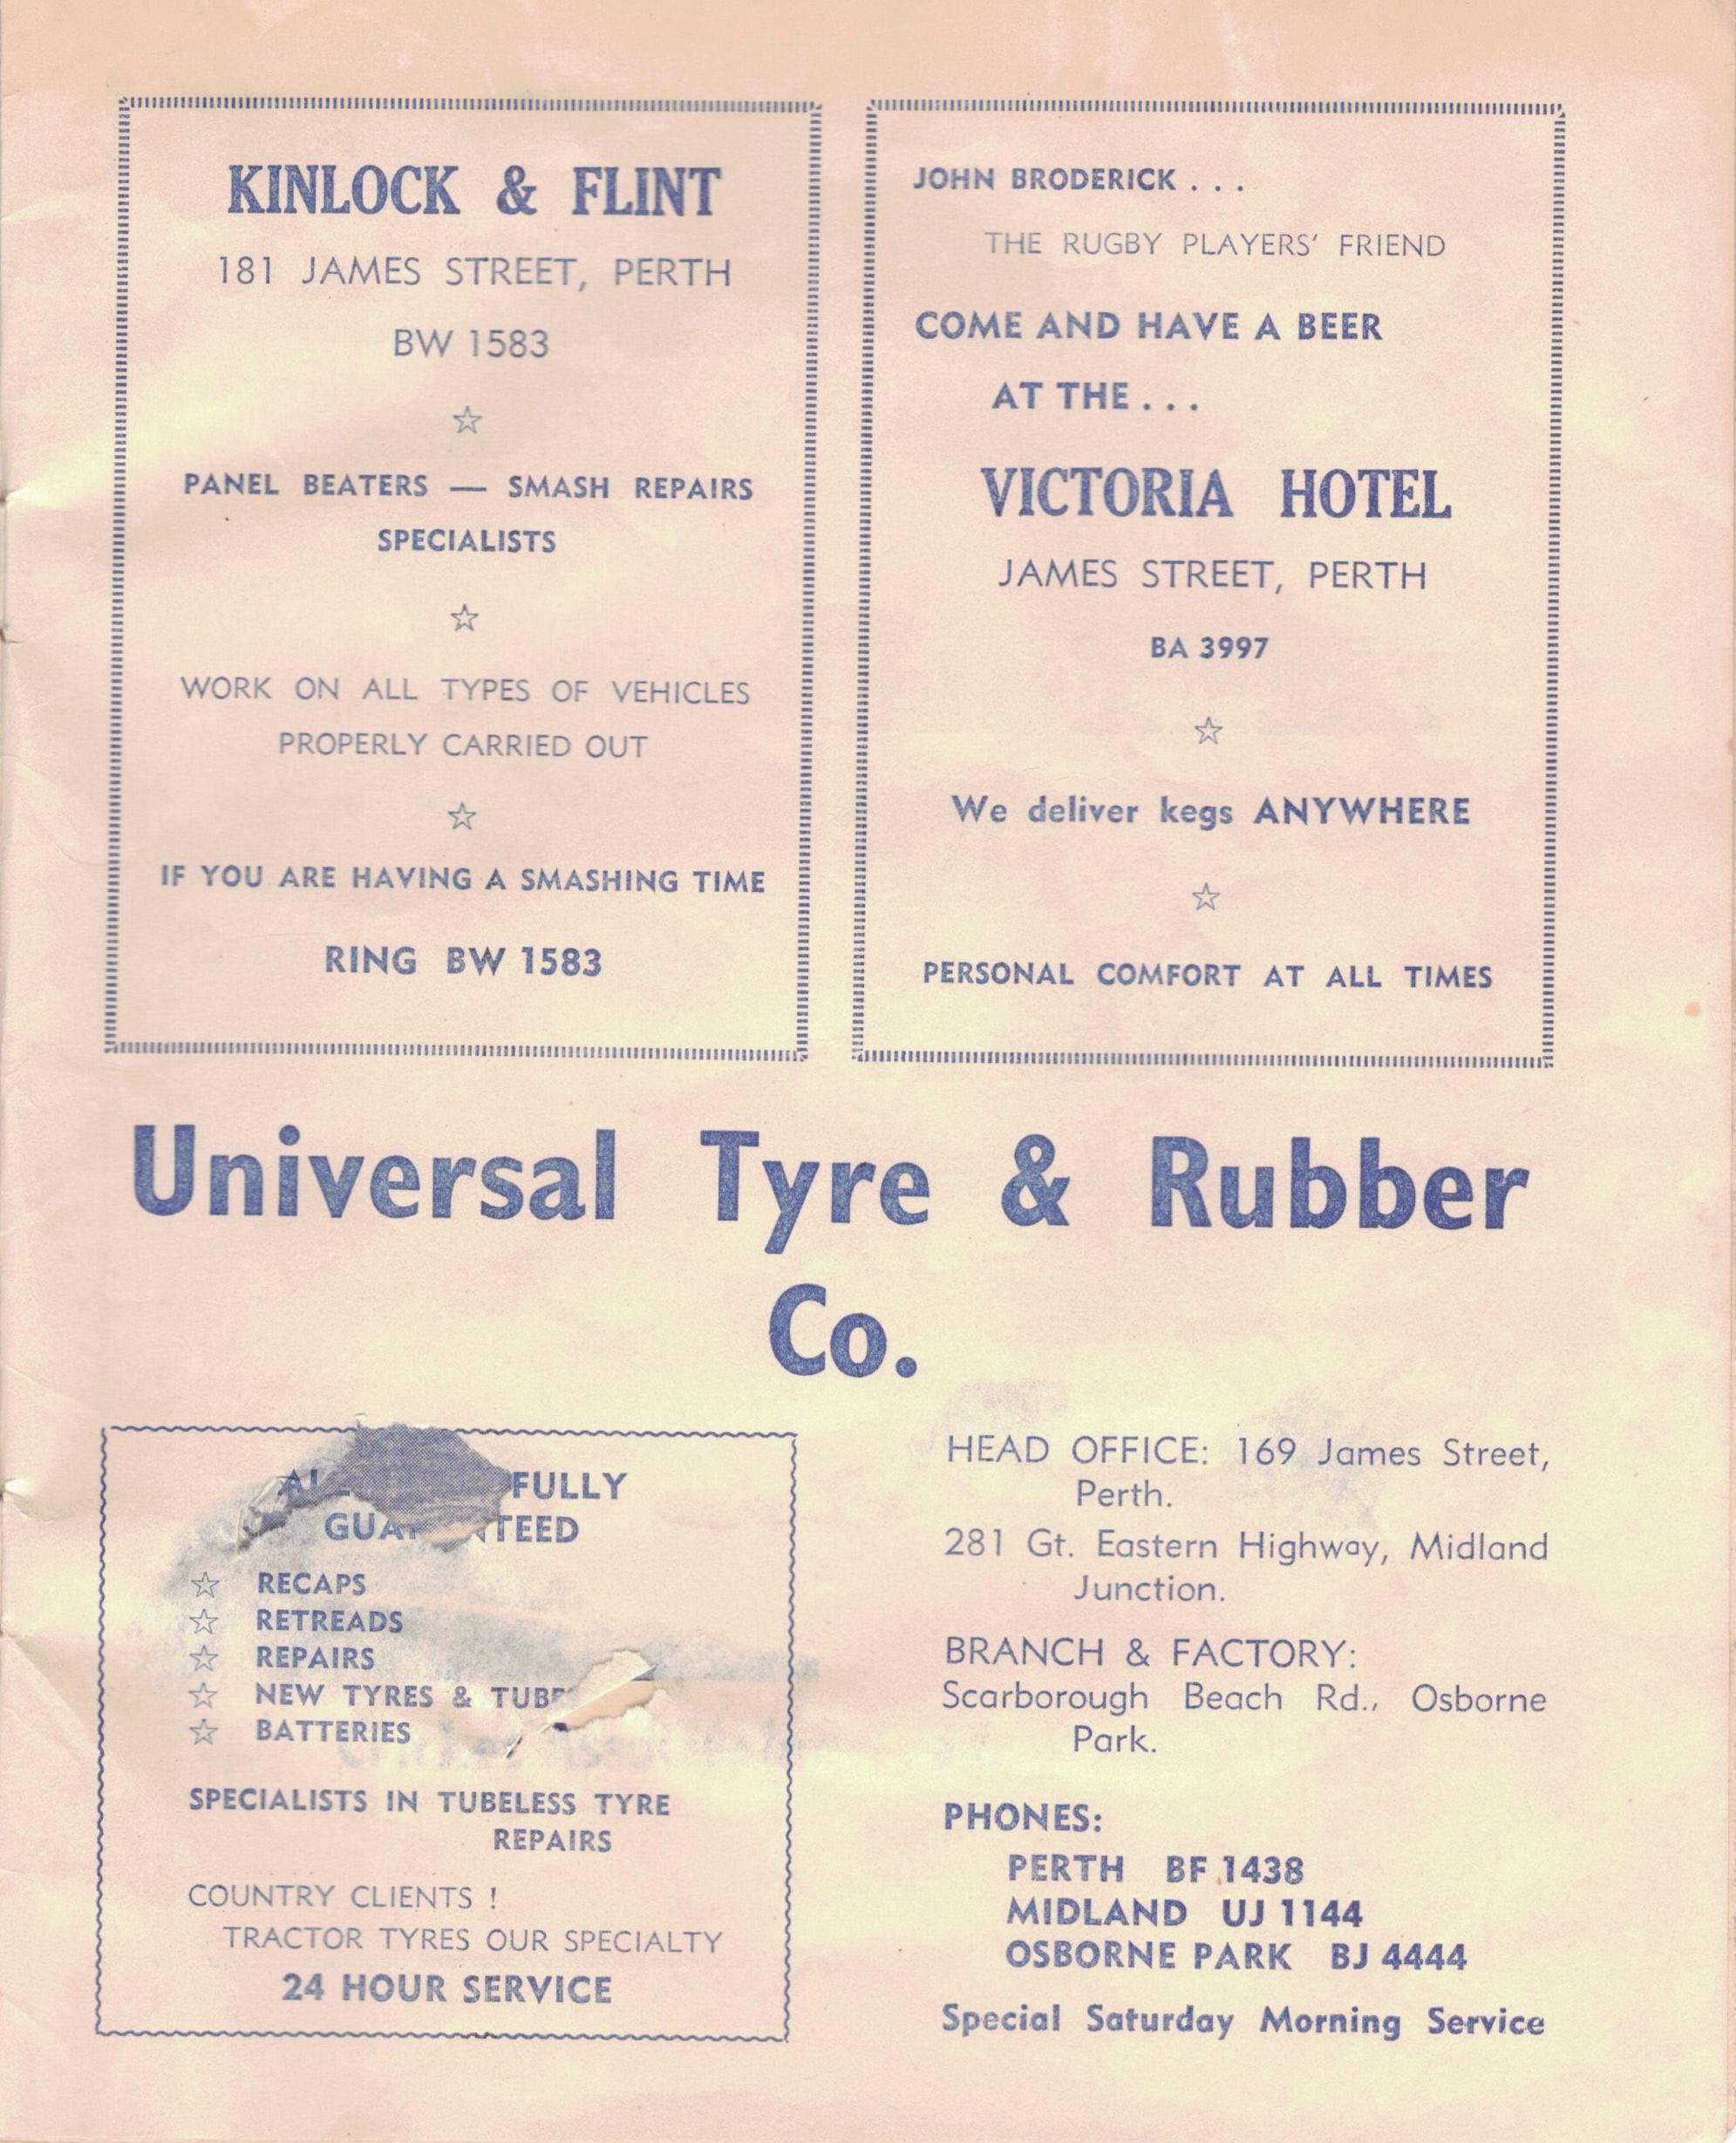 KINLOCK & FLINT
181 JAMES STREET, PERTH
BW 1583
☆
PANEL BEATERS — SMASH REPAIRS
SPECIALISTS
☆
WORK ON ALL TYPES OF VEHICLES
PROPERLY CARRIED OUT
☆
IF YOU ARE HAVING A SMASHING TIME
RING BW 1583
JOHN BRODERICK . . .
THE RUGBY PLAYERS' FRIEND
COME AND HAVE A BEER
AT THE . . .
VICTORIA HOTEL
JAMES STREET, PERTH
BA 3997
☆
We deliver kegs ANYWHERE
☆
PERSONAL COMFORT AT ALL TIMES
Universal Tyre & Rubber
Co.
FULLY
☆ RECAPS
☆ RETREADS
☆ REPAIRS
☆ NEW TYRES &
☆ BATTERIES
SPECIALISTS IN TUBELESS TYRE
REPAIRS
COUNTRY CLIENTS !
TRACTOR TYRES OUR SPECIALTY
24 HOUR SERVICE
HEAD OFFICE: 169 James Street,
Perth.
281 Gt. Eastern Highway, Midland
Junction.
BRANCH & FACTORY:
Scarborough Beach Rd., Osborne
Park.
PHONES:
PERTH BF 1438
MIDLAND UJ 1144
OSBORNE PARK BJ 4444
Special Saturday Morning Service